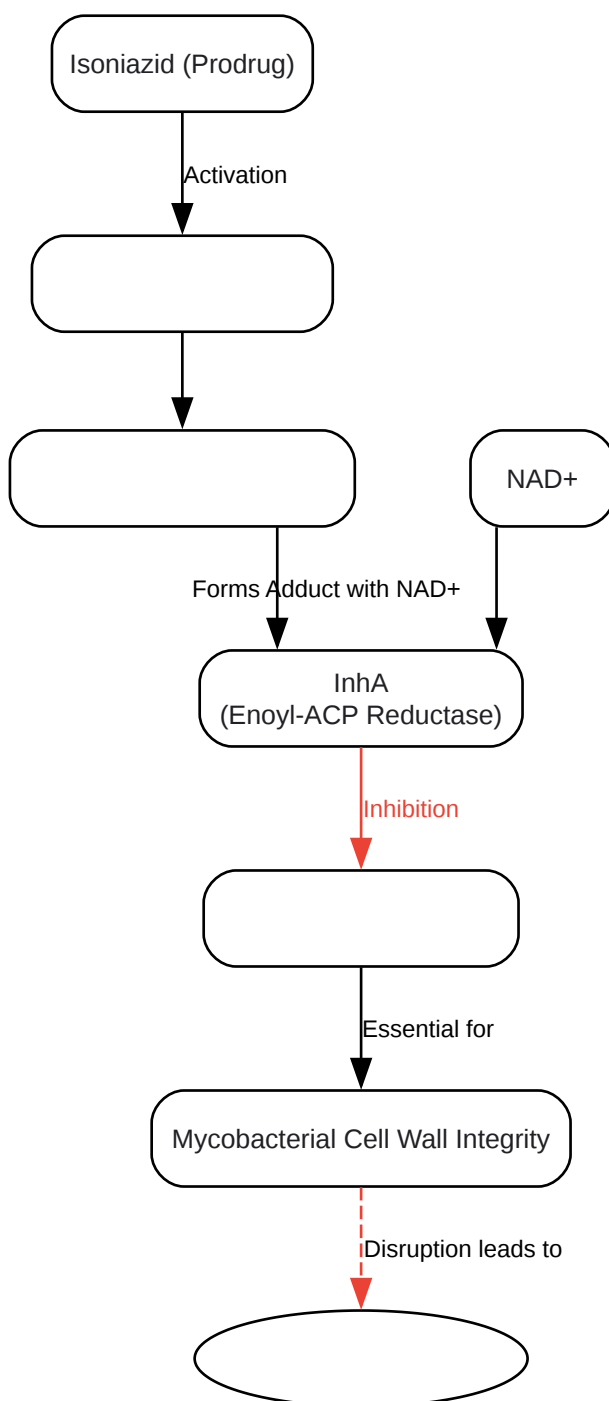 Isoniazid (Prodrug)
Activation
NAD+
Forms Adduct with NAD+
InhA
(Enoyl-ACP Reductase)
Inhibition
Essential for
Mycobacterial Cell Wall Integrity
Disruption leads to